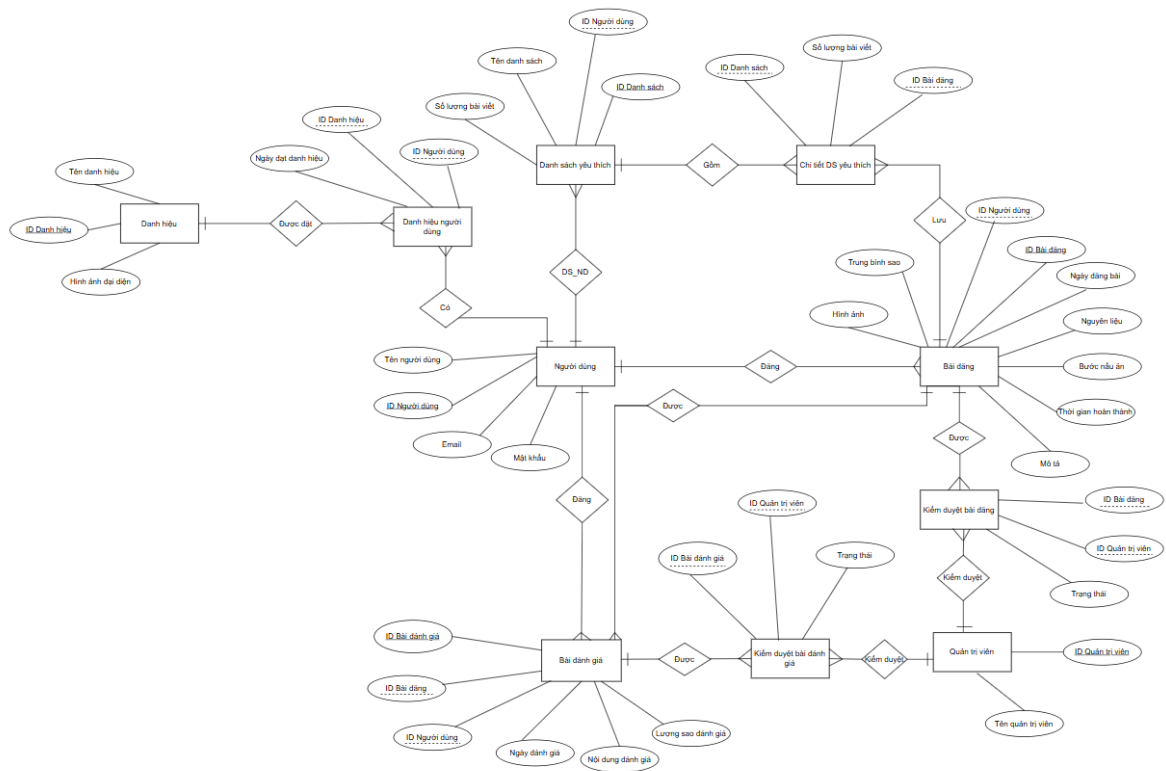 ID Người dùng
Tên danh sách
Số lượng bài viết
ID Danh sách
Số lượng bài viết
ID Danh sách
ID Bài đăng
ID Danh hiệu
Ngày đạt danh hiệu
ID Người dùng
Tên danh hiệu
Danh sách yêu thích
Gồm
Chi tiết DS yêu thích
ID Danh hiệu
Danh hiệu
Được đặt
Danh hiệu người
dùng
ID Người dùng
Lưu
ID Bài đăng
Hình ảnh đại diện
DS_ND
Trung bình sao
Ngày đăng bài
Có
Hình ảnh
Nguyên liệu
Tên người dùng
Người dùng
Đăng
Bài đăng
Bước nấu ăn
ID Người dùng
Được
Thời gian hoàn thành
Email
Mật khẩu
Được
Mô tả
Đăng
ID Quản trị viên
Kiểm duyệt bài đăng
ID Bài đăng
ID Bài đánh giá
Trạng thái
ID Quản trị viên
Kiểm duyệt
Trạng thái
ID Bài đánh giá
Bài đánh giá
Được
Kiểm duyệt bài đánh
giá
Kiểm duyệt
Quản trị viên
ID Quản trị viên
ID Bài đăng
ID Người dùng
Ngày đánh giá
Nội dung đánh giá
Lượng sao đánh giá
Tên quản trị viên